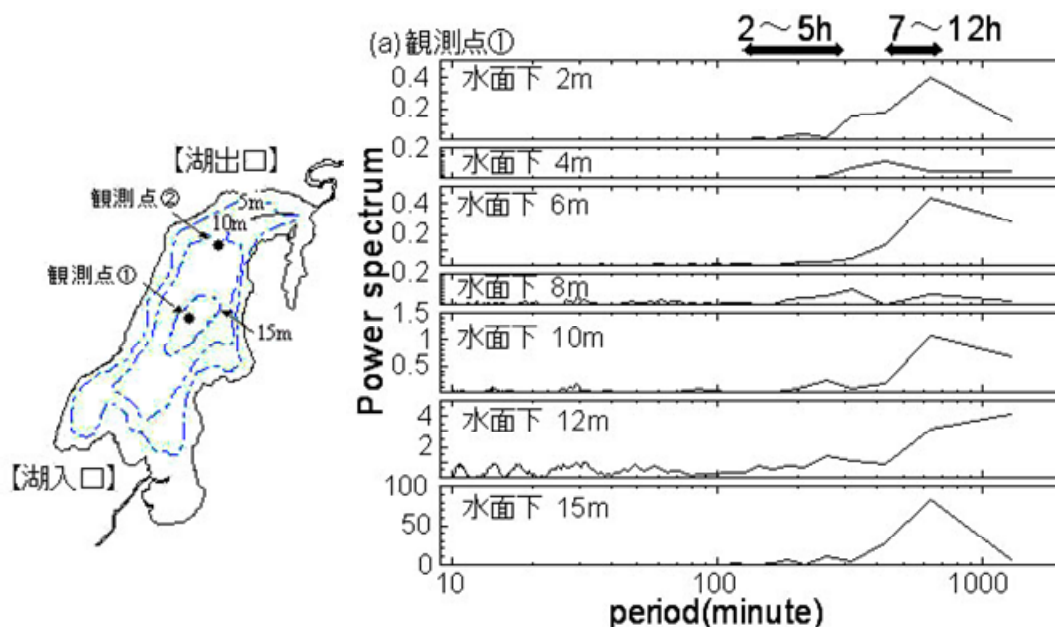 【湖出口】
観測点②
5m
10m
観測点①
15m
【湖入口】
2～5h
7～12h
(a)観測点①
水面下 2m
0.4
0.2
水面下 4m
0.2
0.2
水面下 6m
0.4
0.2
水面下 8m
0.2
0.2
水面下 10m
1.5
1
0.5
水面下 12m
4
2
水面下 15m
100
50
0
10
100
1000
Power spectrum
period(minute)